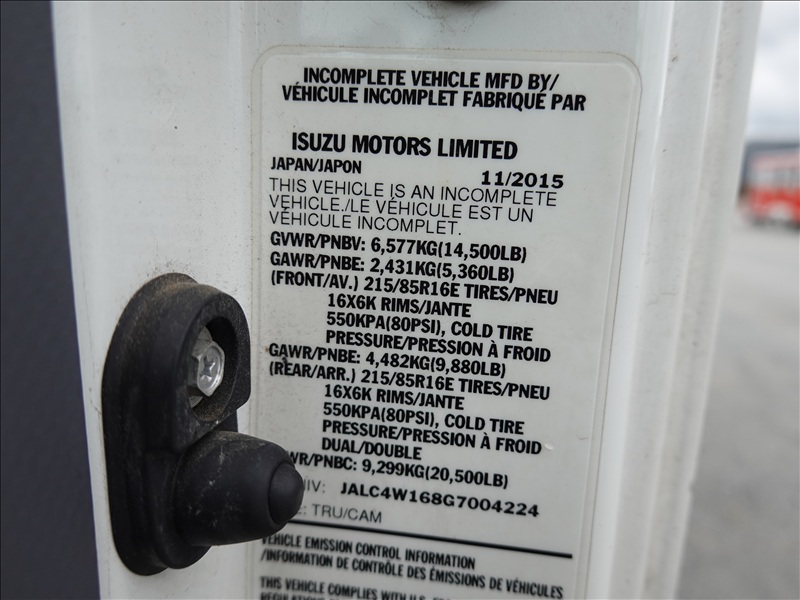 INCOMPLETE VEHICLE MFD BY/
VÉHICULE INCOMPLET FABRIQUÉ PAR
ISUZU MOTORS LIMITED
JAPAN/JAPON 11/2015
THIS VEHICLE IS AN INCOMPLETE
VEHICLE./LE VÉHICULE EST UN
VÉHICULE INCOMPLET.
GVWR/PNBV: 6,577KG(14,500LB)
GAWR/PNBE: 2,431KG(5,360LB)
(FRONT/AV.) 215/85R16E TIRES/PNEU
16X6K RIMS/JANTE
550KPA(80PSI), COLD TIRE
PRESSURE/PRESSION À FROID
GAWR/PNBE: 4,482KG(9,880LB)
(REAR/ARR.) 215/85R16E TIRES/PNEU
16X6K RIMS/JANTE
550KPA(80PSI), COLD TIRE
PRESSURE/PRESSION À FROID
DUAL/DOUBLE
WR/PNBC: 9,299KG(20,500LB)
NIV: JALC4W168G7004224
: TRU/CAM
VEHICLE EMISSION CONTROL INFORMATION
/INFORMATION DE CONTRÔLE DES ÉMISSIONS DE VÉHICULES
THIS VEHICLE COMPLIES WITH U.S.